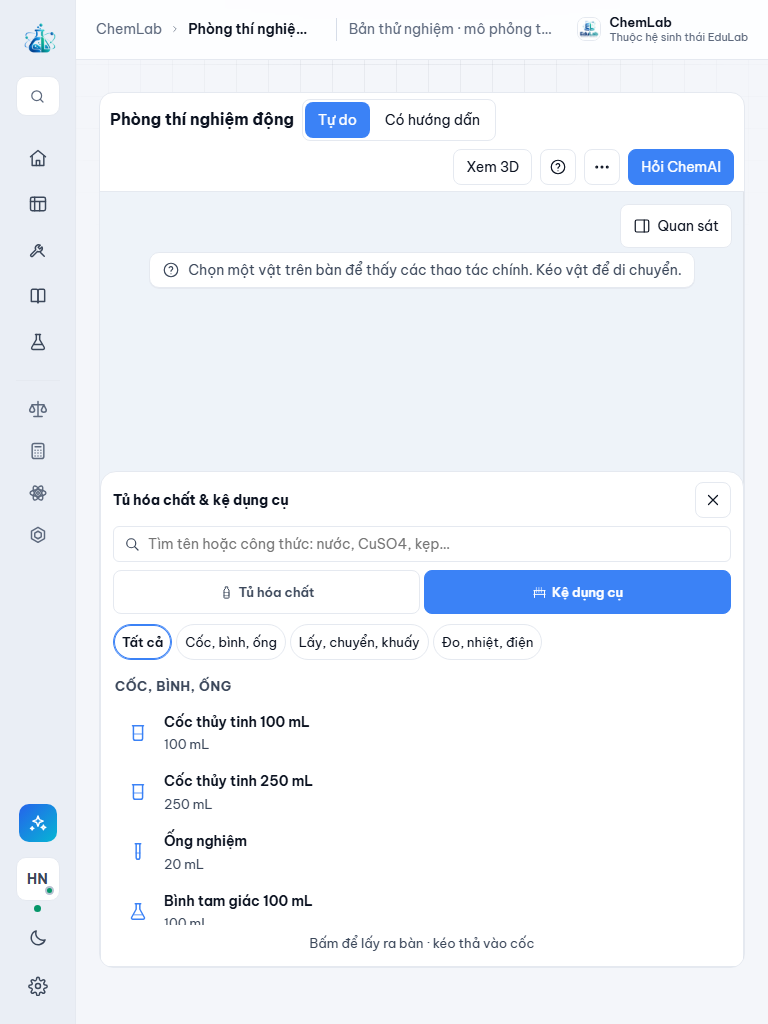 ChemLab
Phòng thí nghiệ...
Bản thử nghiệm · mô phỏng t...
ChemLab
Thuộc hệ sinh thái EduLab
Phòng thí nghiệm động
Tự do
Có hướng dẫn
Xem 3D
Hỏi ChemAI
Quan sát
Chọn một vật trên bàn để thấy các thao tác chính. Kéo vật để di chuyển.
Tủ hóa chất & kệ dụng cụ
Tìm tên hoặc công thức: nước, CuSO4, kẹp...
Tủ hóa chất
Kệ dụng cụ
Tất cả
Cốc, bình, ống
Lấy, chuyển, khuấy
Đo, nhiệt, điện
CỐC, BÌNH, ỐNG
Cốc thủy tinh 100 mL
100 mL
Cốc thủy tinh 250 mL
250 mL
Ống nghiệm
20 mL
Bình tam giác 100 mL
100 mL
Bấm để lấy ra bàn · kéo thả vào cốc
HN